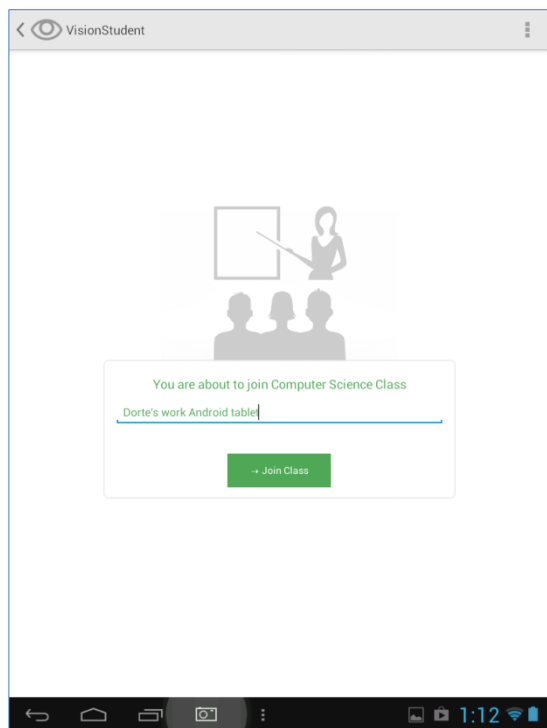 VisionStudent
You are about to join Computer Science Class
Dorte's work Android tablet
→ Join Class
1:12